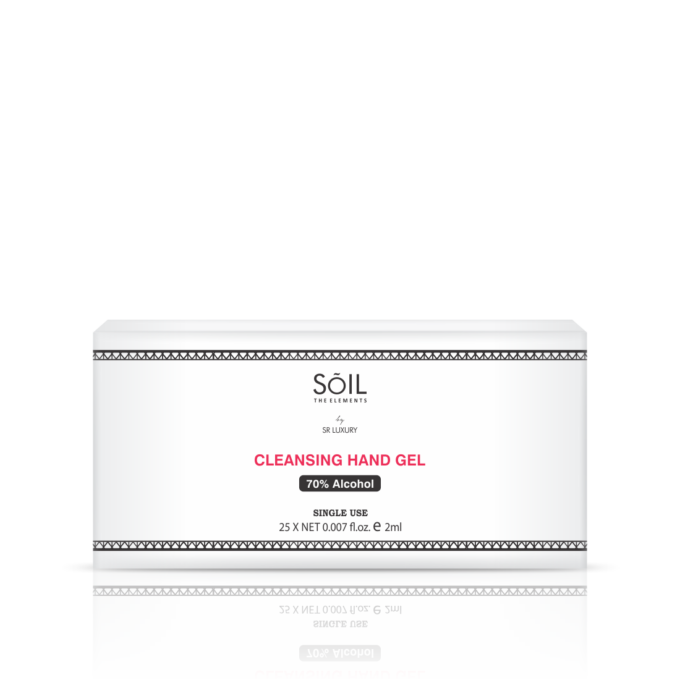 SÕIL
THE ELEMENTS
by
SR LUXURY
CLEANSING HAND GEL
70% Alcohol
SINGLE USE
25 X NET 0.007 fl.oz. e 2ml